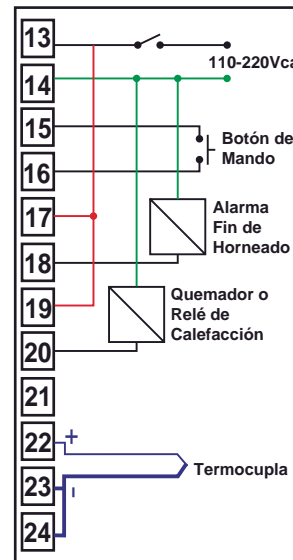 13
110-220Vca
14
15
Botón de
Mando
16
17
Alarma
Fin de
Horneado
18
19
Quemador o
Relé de
Calefacción
20
21
22
+
Termocupla
23
-
24